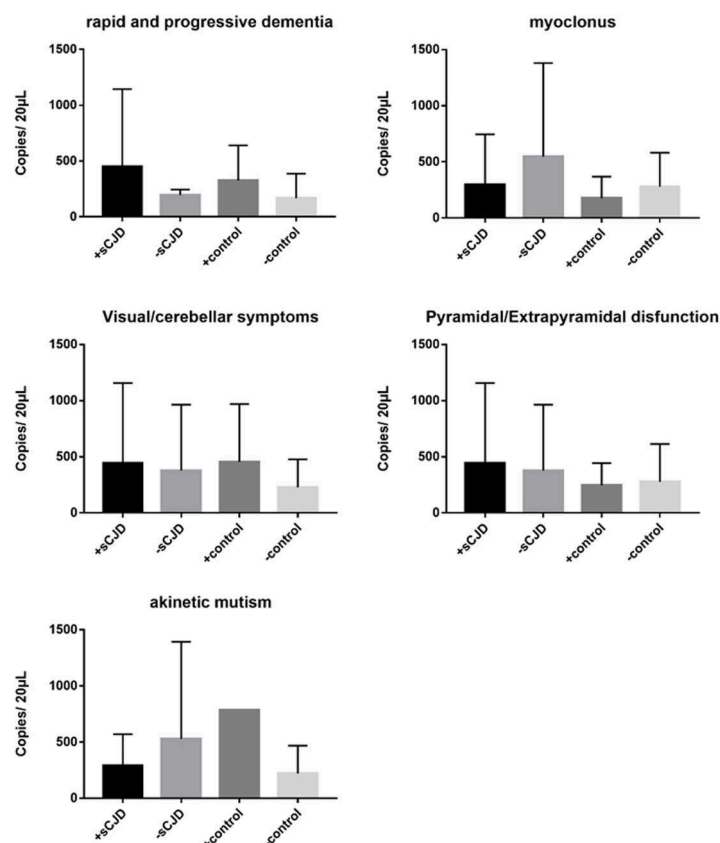 rapid and progressive dementia
Copies/ 20µL
1500
1000
500
0
+sCJD
-sCJD
+control
-control
myoclonus
Copies/ 20µL
1500
1000
500
0
+sCJD
-sCJD
+control
-control
Visual/cerebellar symptoms
Copies/ 20µL
1500
1000
500
0
+sCJD
-sCJD
+control
-control
Pyramidal/Extrapyramidal disfunction
Copies/ 20µL
1500
1000
500
0
+sCJD
-sCJD
+control
-control
akinetic mutism
Copies/ 20µL
1500
1000
500
0
+sCJD
-sCJD
+control
-control